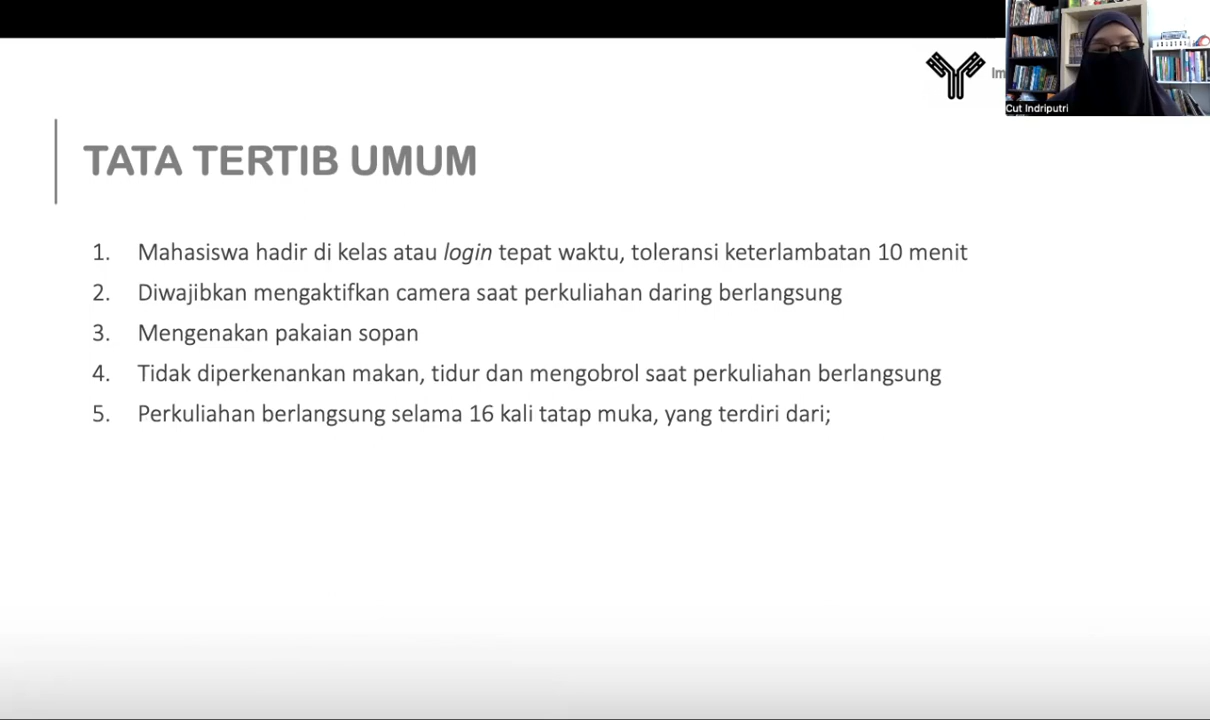 Im
Cut Indriputri
TATA TERTIB UMUM
1. Mahasiswa hadir di kelas atau login tepat waktu, toleransi keterlambatan 10 menit
2. Diwajibkan mengaktifkan camera saat perkuliahan daring berlangsung
3. Mengenakan pakaian sopan
4. Tidak diperkenankan makan, tidur dan mengobrol saat perkuliahan berlangsung
5. Perkuliahan berlangsung selama 16 kali tatap muka, yang terdiri dari;